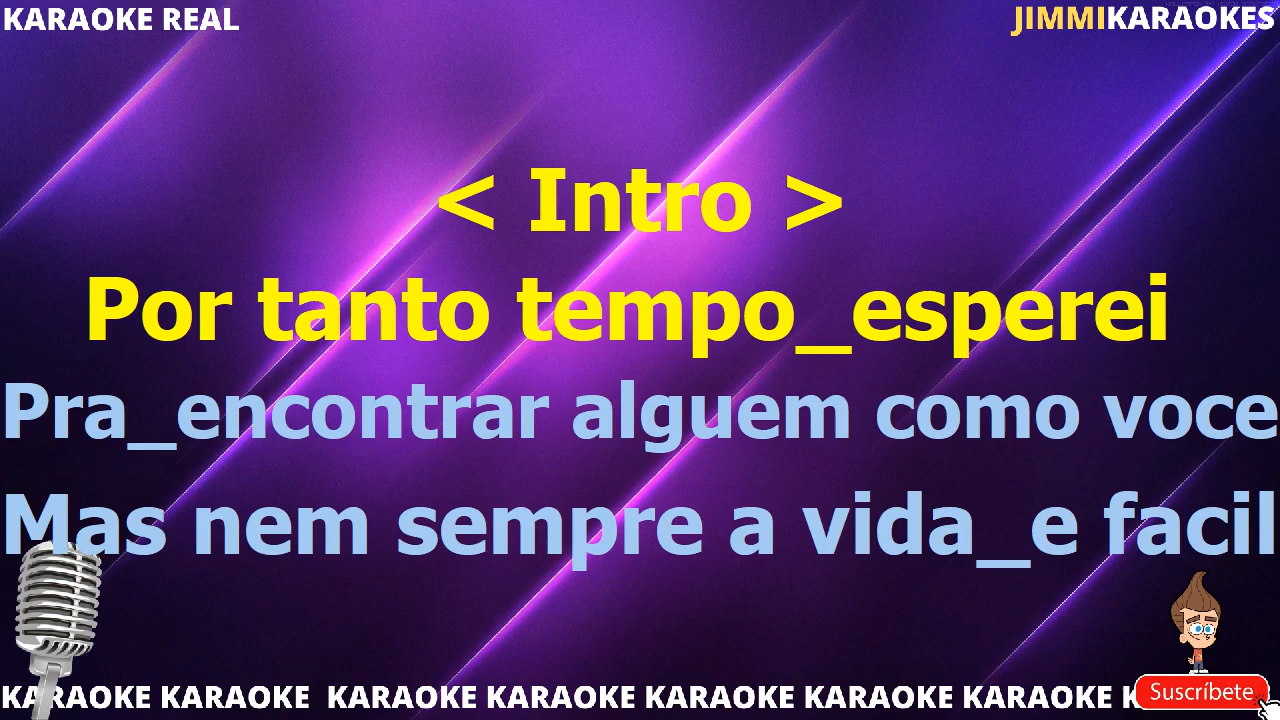 KARAOKE REAL
JIMMIKARAOKES
< Intro >
Por tanto tempo_esperei
Pra_encontrar alguem como voce
Mas nem sempre a vida_e facil
KARAOKE KARAOKE KARAOKE KARAOKE KARAOKE KARAOKE KARAOKE
Suscríbete